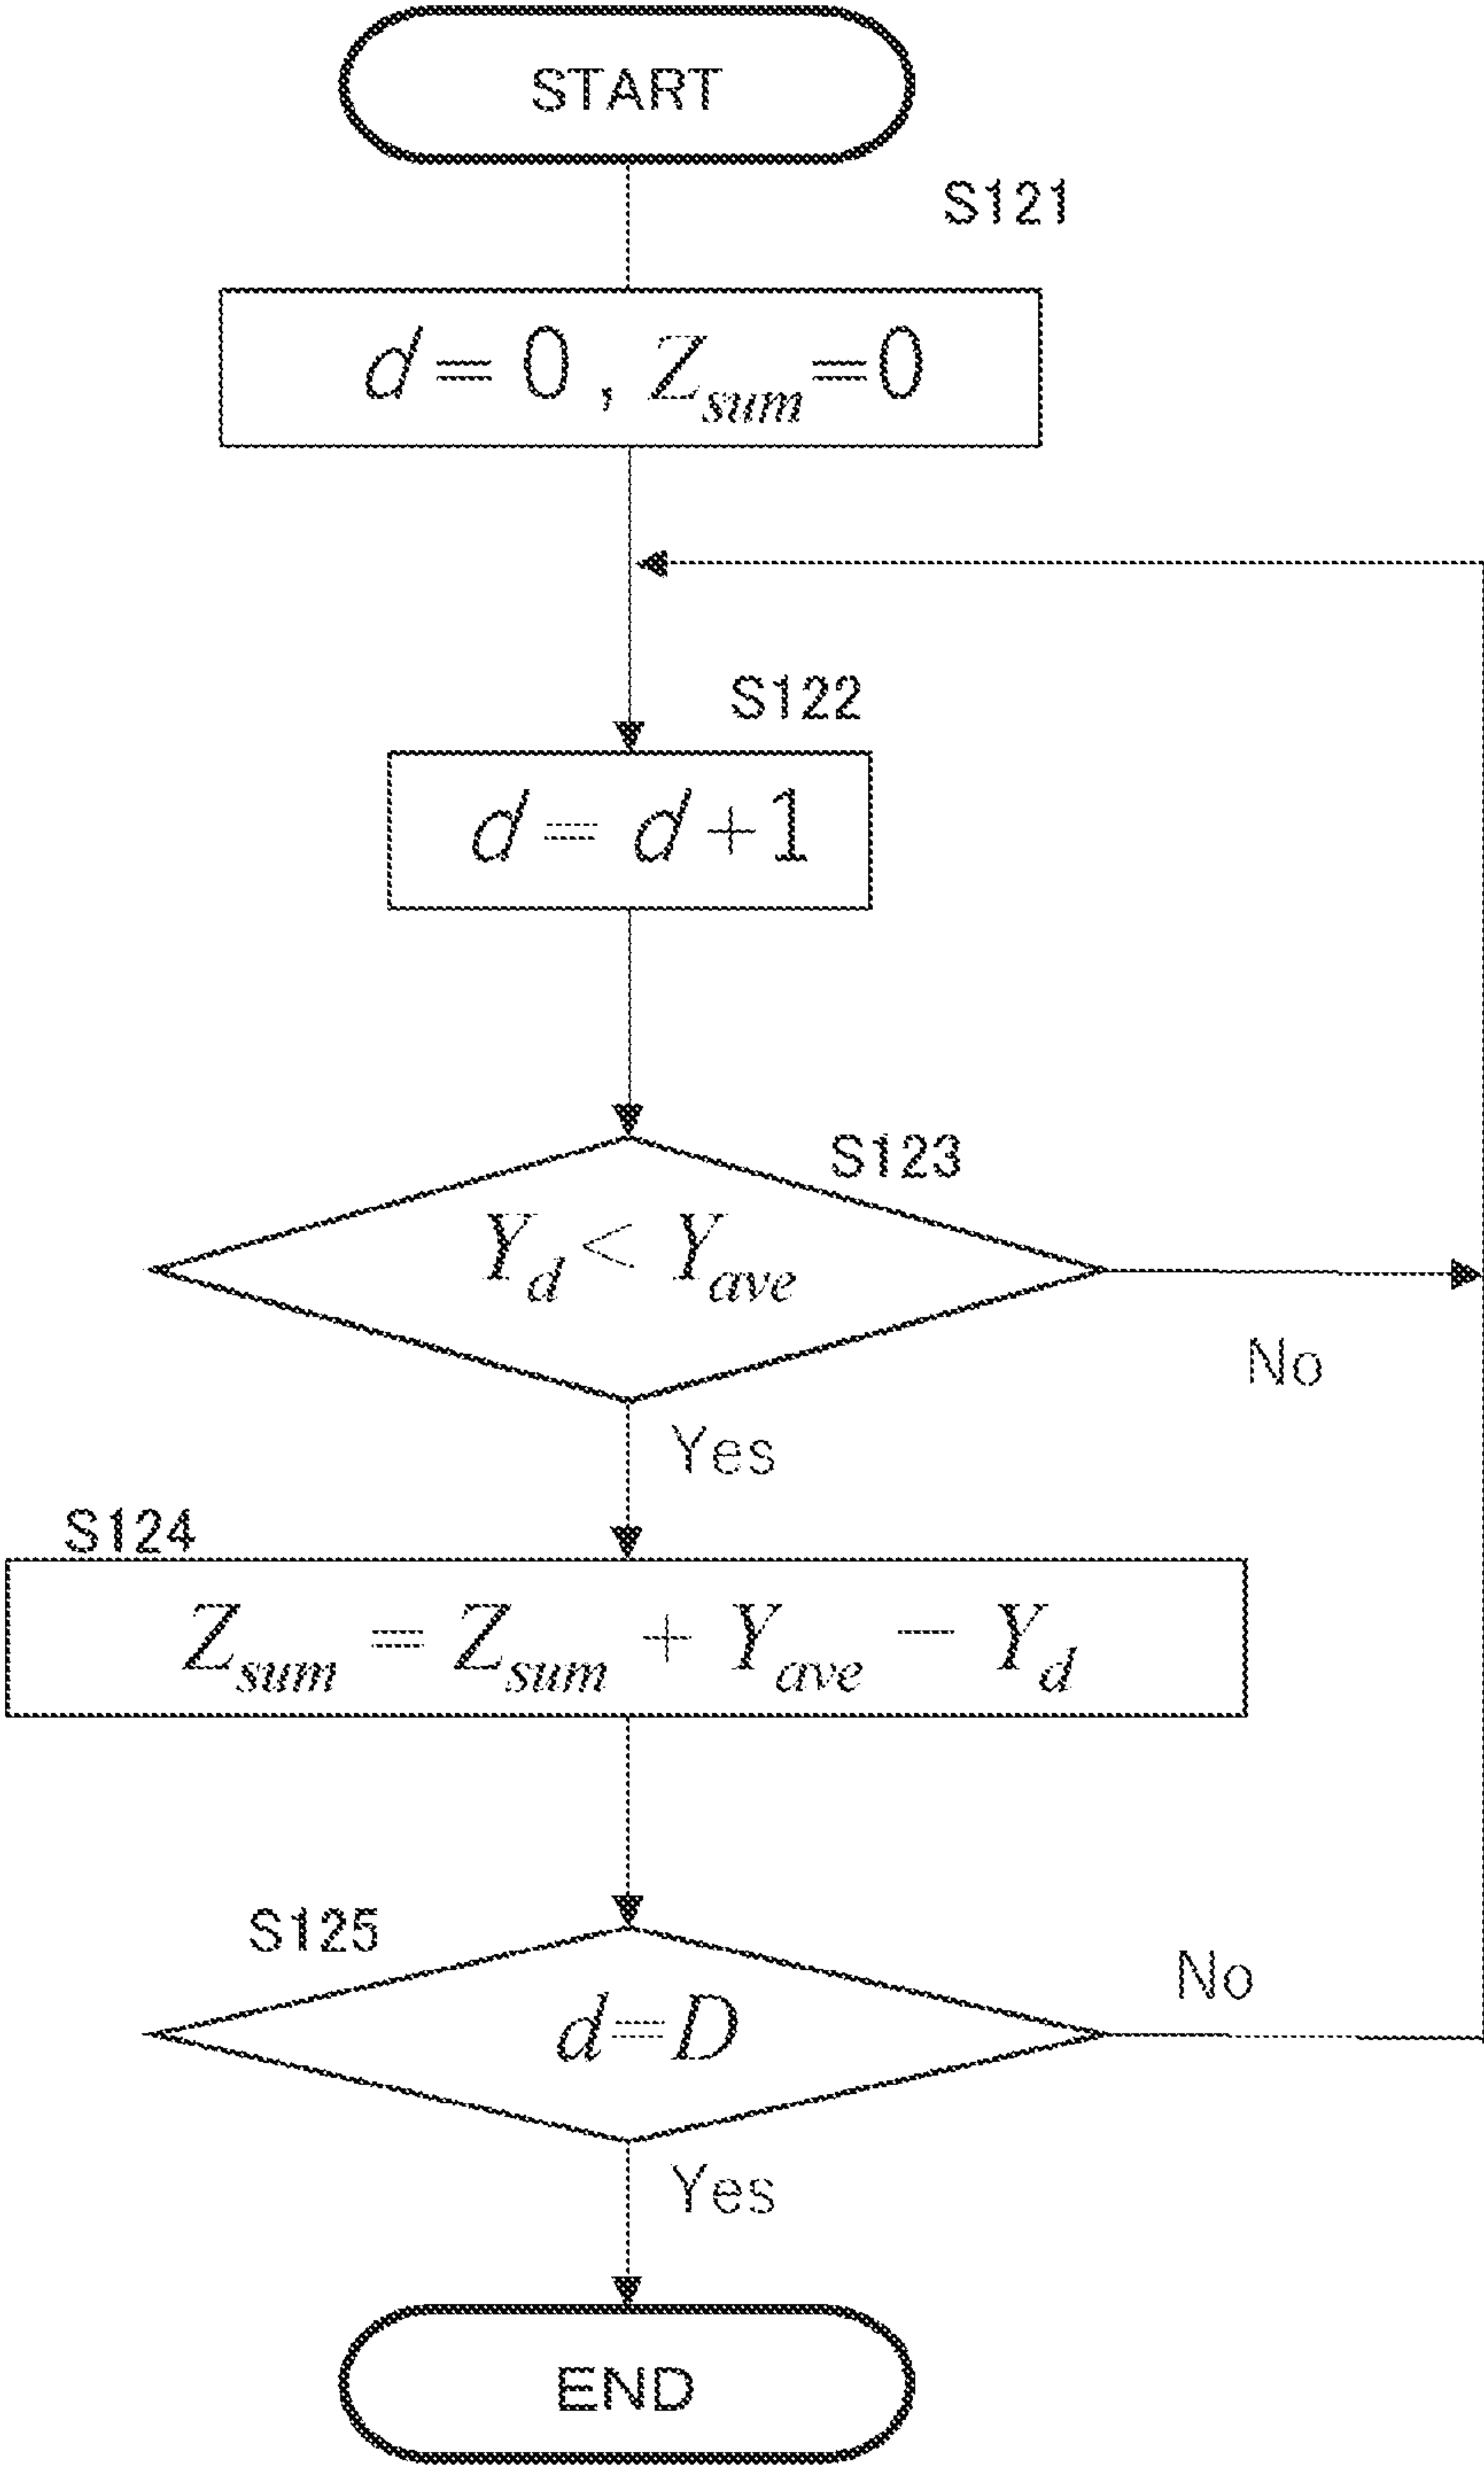 START
S121
d = 0 , Z_sum = 0
S122
d = d + 1
S123
Y_d < Y_ave
No
Yes
S124
Z_sum = Z_sum + Y_ave − Y_d
S125
No
d = D
Yes
END